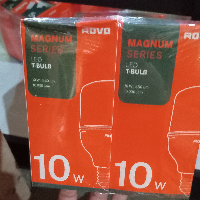 MAGNUM
SERIES
LED
T-BULB
10W
ROVO
MAGNUM
SERIES
LED
T-BULB
10W